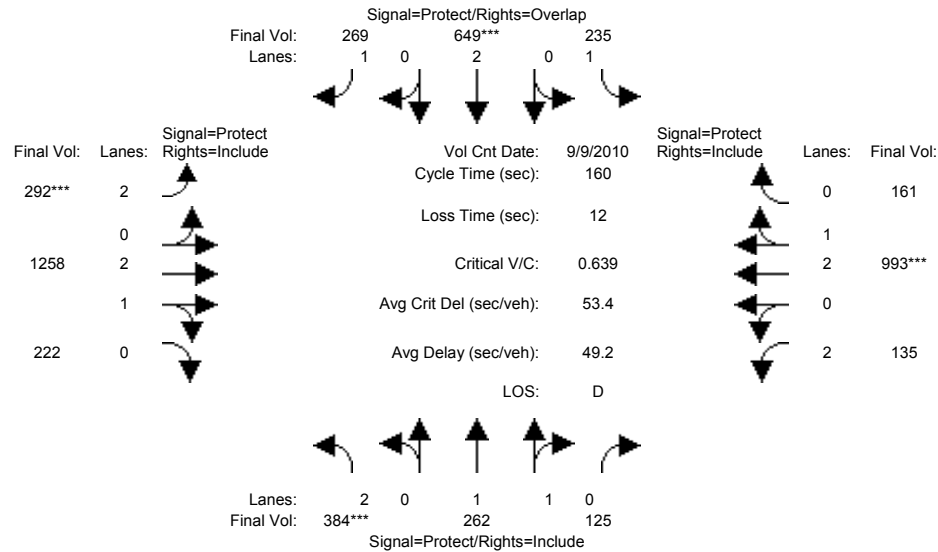 Signal=Protect/Rights=Overlap
Final Vol: 269 649*** 235
Lanes: 1 0 2 0 1
Signal=Protect Signal=Protect
Final Vol: Lanes: Rights=Include Vol Cnt Date: 9/9/2010 Rights=Include Lanes: Final Vol:
Cycle Time (sec): 160
292*** 2 0 161
Loss Time (sec): 12
0 1
1258 2 Critical V/C: 0.639 2 993***
1 Avg Crit Del (sec/veh): 53.4 0
222 0 Avg Delay (sec/veh): 49.2 2 135
LOS: D
Lanes: 2 0 1 1 0
Final Vol: 384*** 262 125
Signal=Protect/Rights=Include